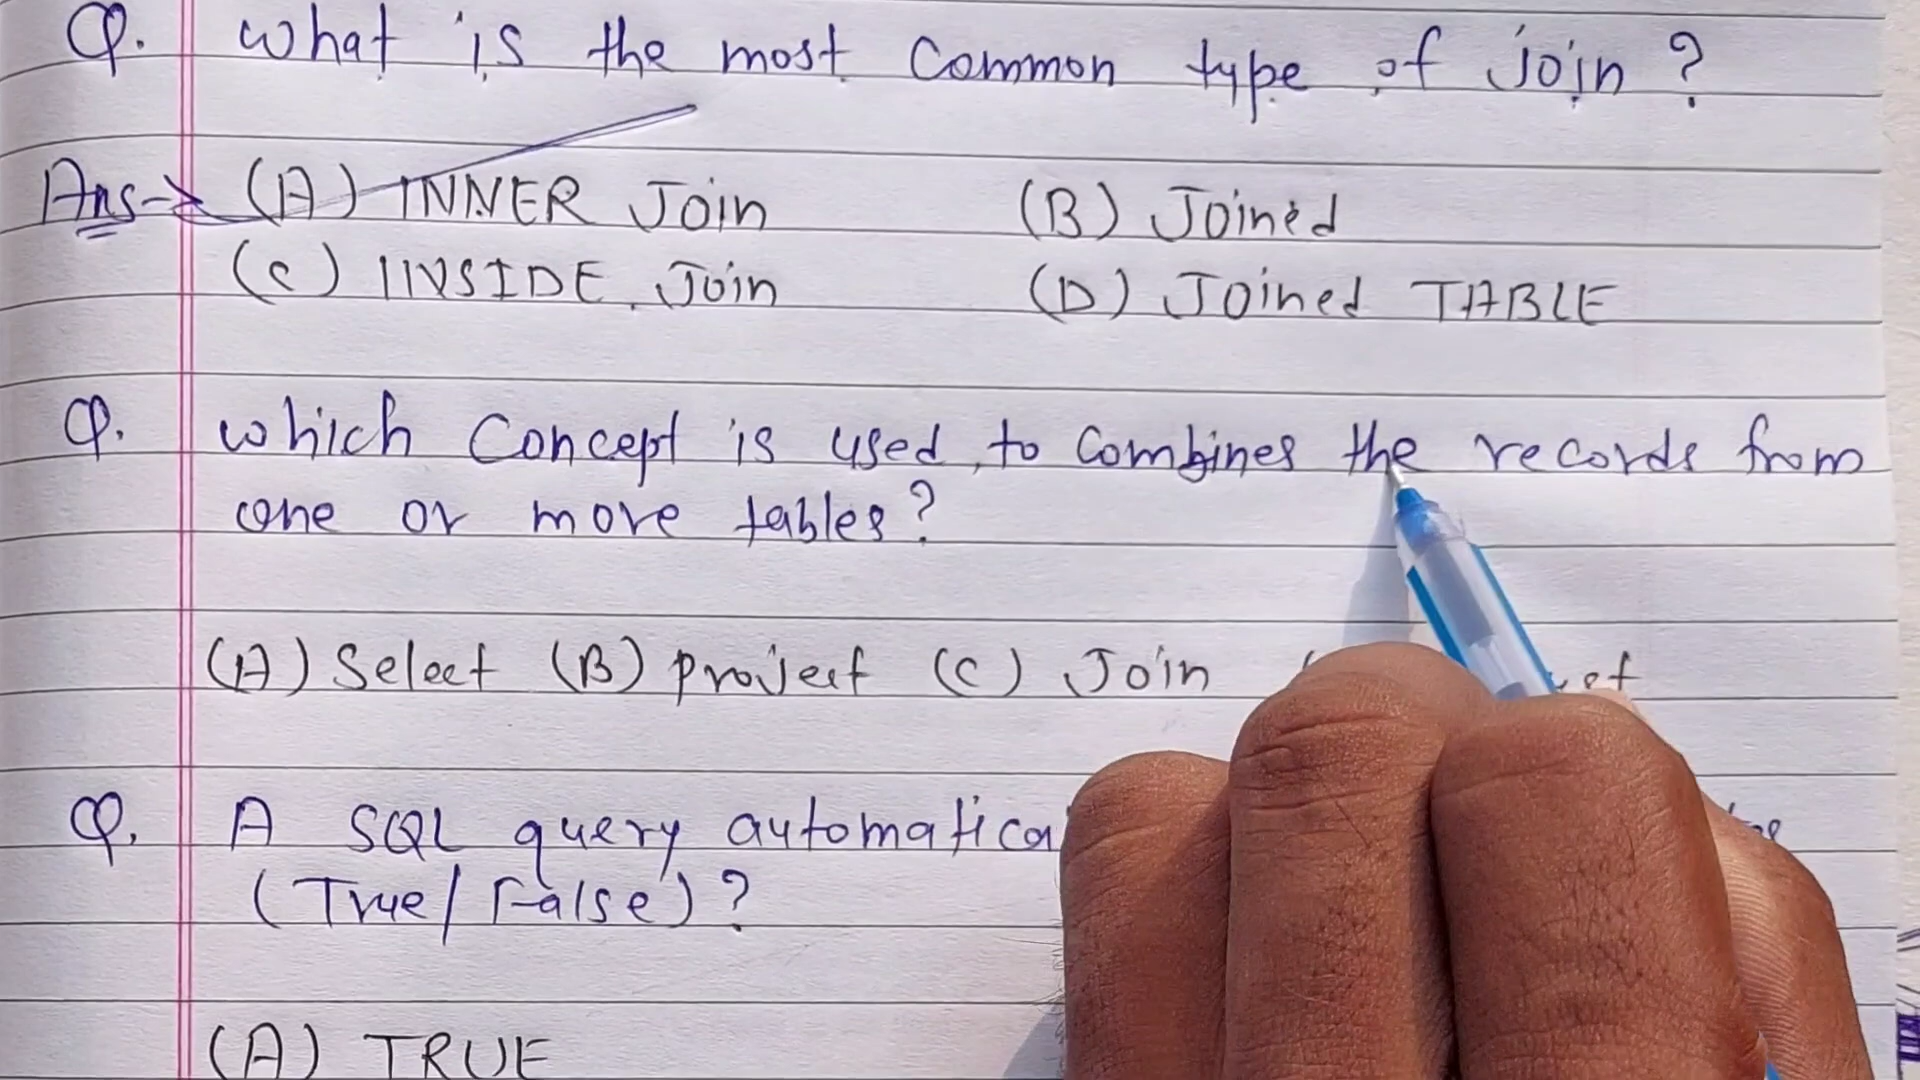 Q. What is the most common type of join ?
Ans→ (A) INNER Join (B) Joined
(C) INSIDE Join (D) Joined TABLE
Q. Which Concept is used to Combines the records from
one or more tables ?
(A) Select (B) project (C) Join
Q. A SQL query
(True/False) ?
(A) TRUE